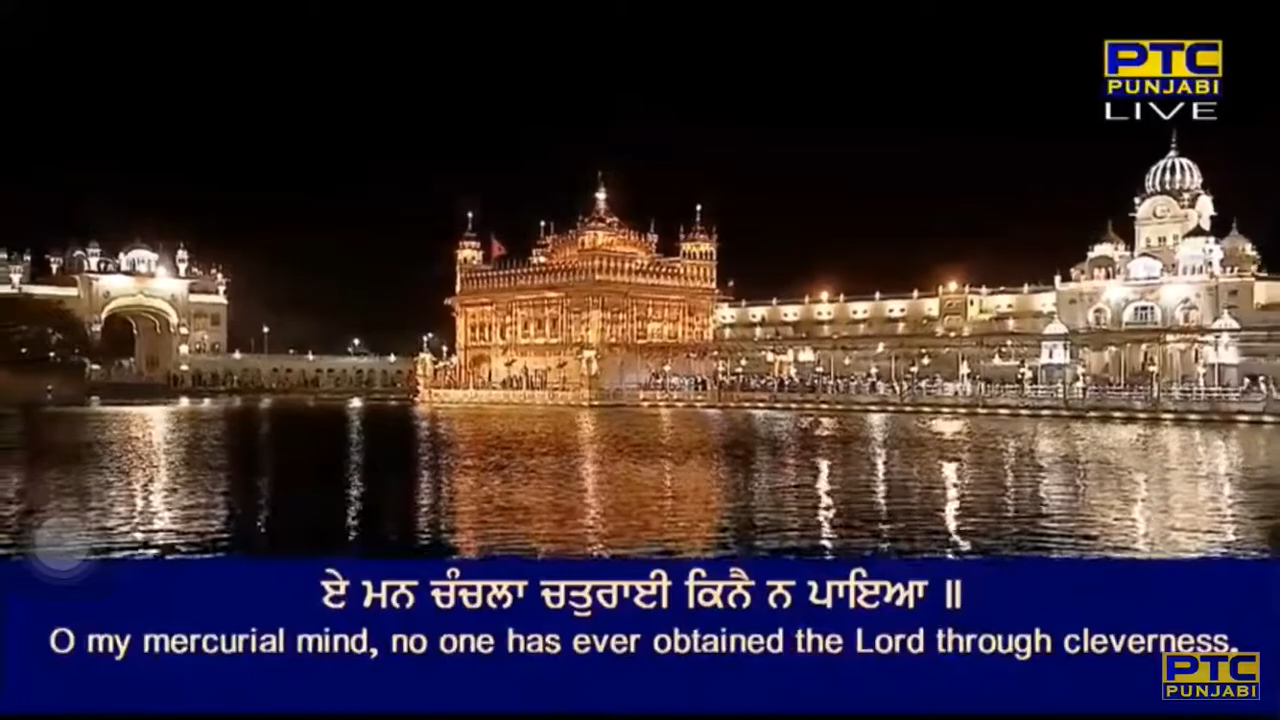 PTC
PUNJABI
LIVE
ਏ ਮਨ ਚੰਚਲਾ ਚਤੁਰਾਈ ਕਿਨੈ ਨ ਪਾਇਆ ॥
O my mercurial mind, no one has ever obtained the Lord through cleverness.
PTC
PUNJABI